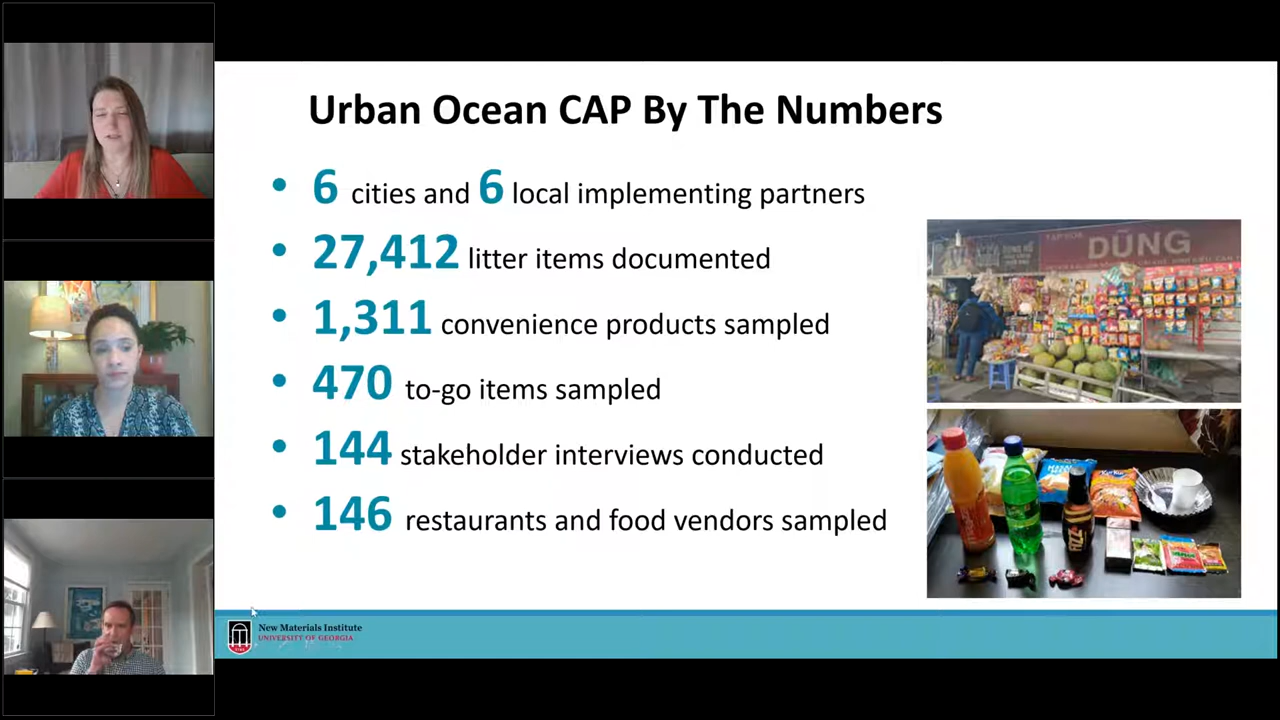 Urban Ocean CAP By The Numbers
• 6 cities and 6 local implementing partners
• 27,412 litter items documented
• 1,311 convenience products sampled
• 470 to-go items sampled
• 144 stakeholder interviews conducted
• 146 restaurants and food vendors sampled
DŨNG
FIZZ
New Materials Institute
UNIVERSITY OF GEORGIA